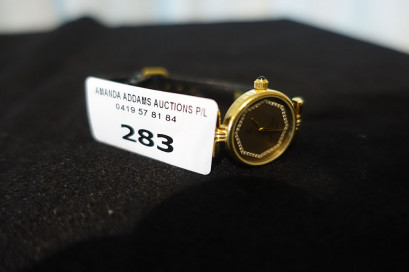 AMANDA ADDAMS AUCTIONS P/L
0419 57 81 84
283